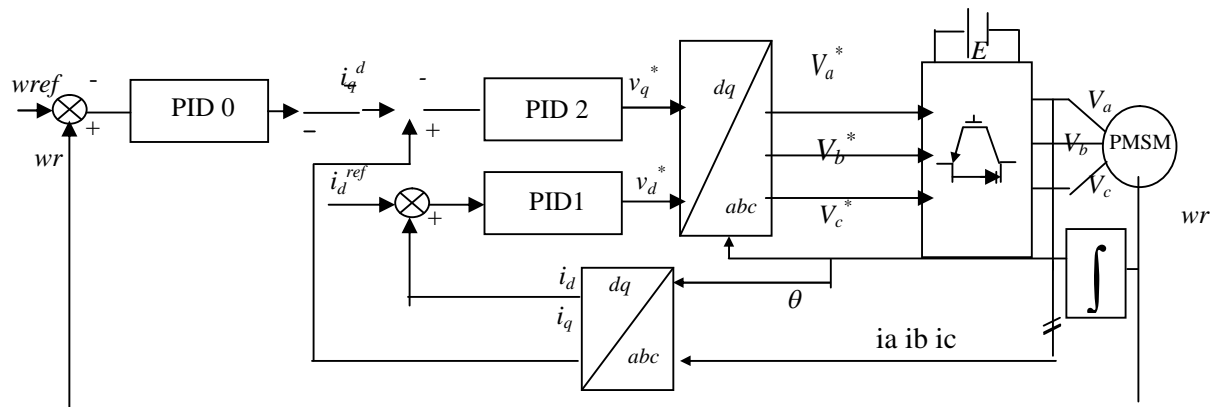 E
wref
-
PID 0
i_q^d
-
-
PID 2
v_q^*
dq
V_a^*
V_a
PMSM
+
wr
+
V_b^*
V_b
i_d^ref
+
PID1
v_d^*
abc
V_c^*
V_c
wr
i_d
dq
θ
∫
i_q
abc
ia ib ic